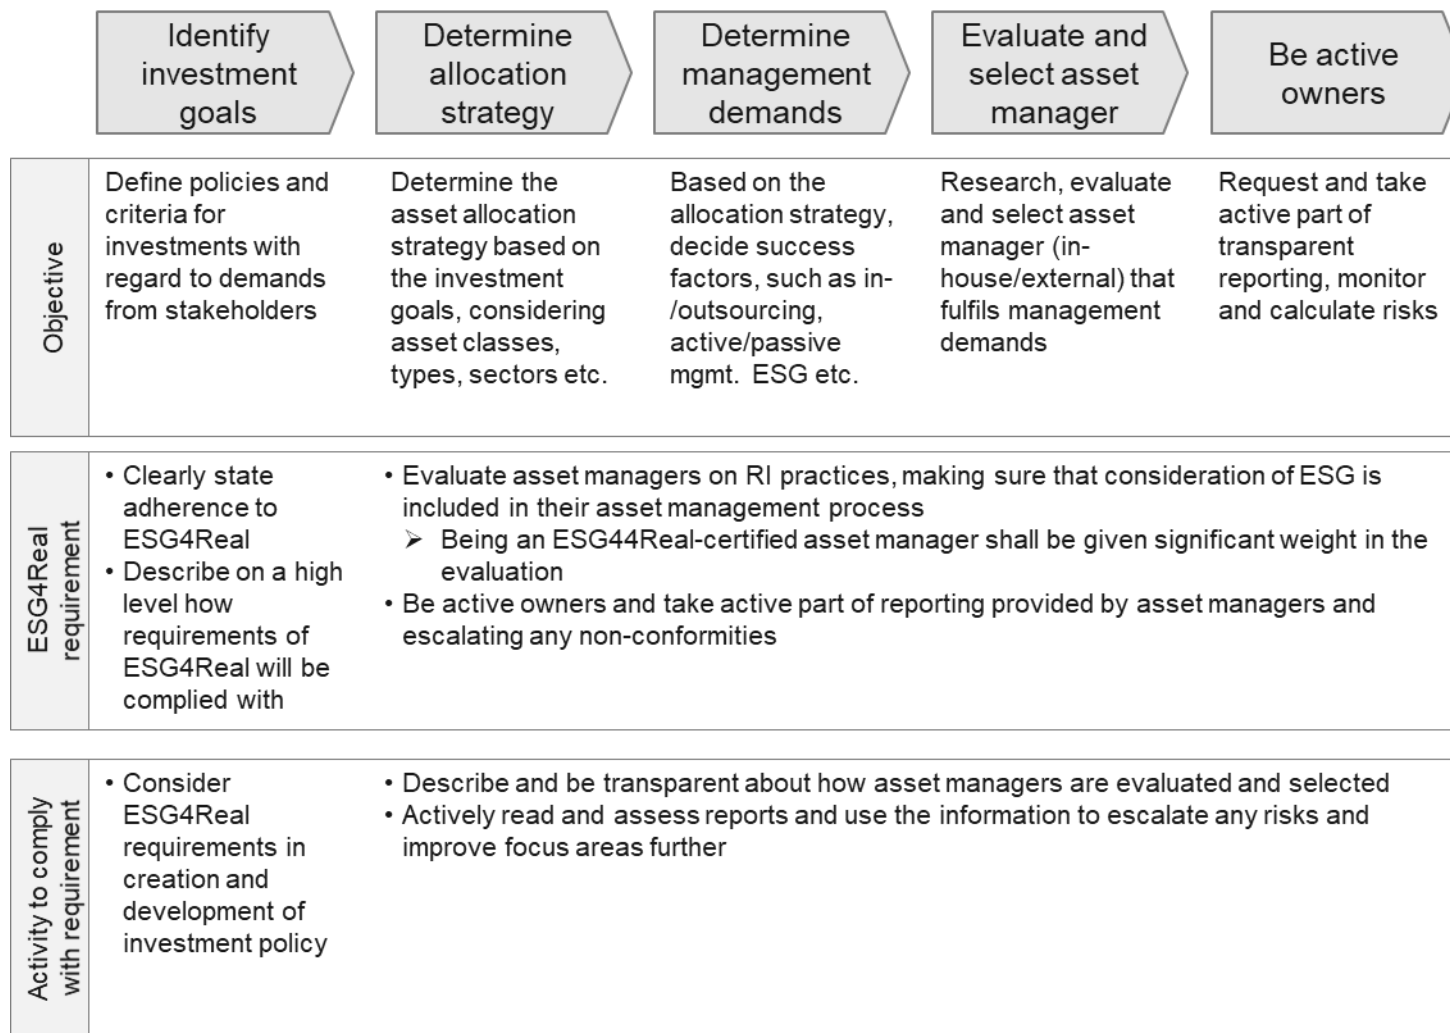 Identify
investment
goals
Determine
allocation
strategy
Determine
management
demands
Evaluate and
select asset
manager
Be active
owners
Objective
Define policies and
criteria for
investments with
regard to demands
from stakeholders
Determine the
asset allocation
strategy based on
the investment
goals, considering
asset classes,
types, sectors etc.
Based on the
allocation strategy,
decide success
factors, such as in-
/outsourcing,
active/passive
mgmt. ESG etc.
Research, evaluate
and select asset
manager (in-
house/external) that
fulfils management
demands
Request and take
active part of
transparent
reporting, monitor
and calculate risks
ESG4Real
requirement
• Clearly state
adherence to
ESG4Real
• Describe on a high
level how
requirements of
ESG4Real will be
complied with
• Evaluate asset managers on RI practices, making sure that consideration of ESG is
included in their asset management process
➢ Being an ESG44Real-certified asset manager shall be given significant weight in the
evaluation
• Be active owners and take active part of reporting provided by asset managers and
escalating any non-conformities
Activity to comply
with requirement
• Consider
ESG4Real
requirements in
creation and
development of
investment policy
• Describe and be transparent about how asset managers are evaluated and selected
• Actively read and assess reports and use the information to escalate any risks and
improve focus areas further